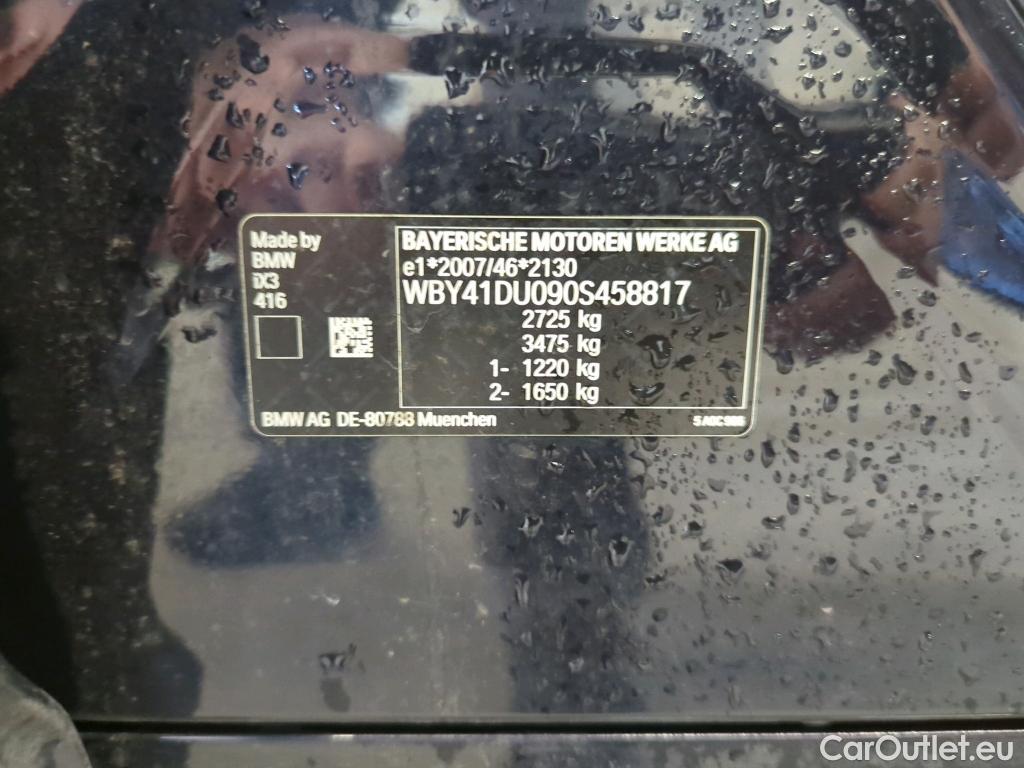 Made by
BMW
iX3
416
BAYERISCHE MOTOREN WERKE AG
e1*2007/46*2130
WBY41DU090S458817
2725 kg
3475 kg
1- 1220 kg
2- 1650 kg
BMW AG DE-80788 Muenchen
CarOutlet.eu